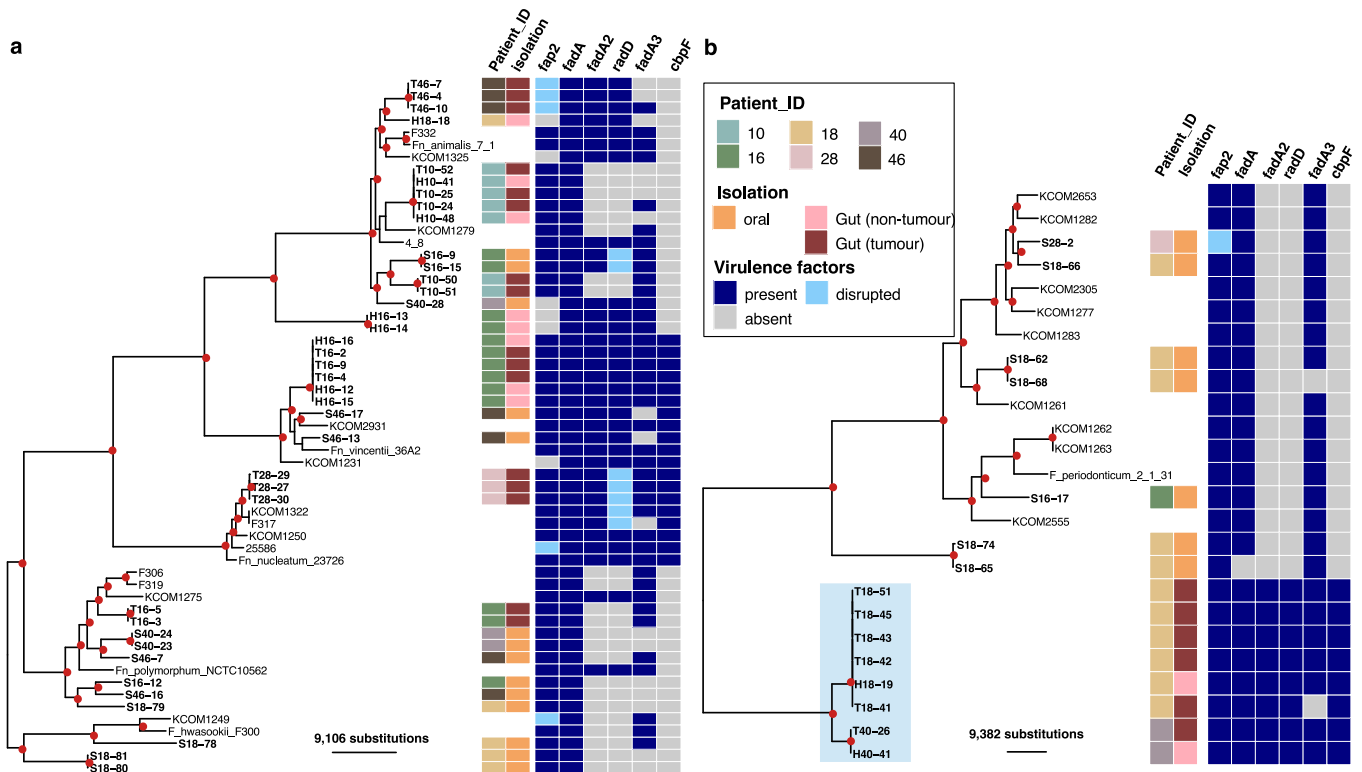 a
Patient_ID
isolation
fap2
fadA
fadA2
radD
fadA3
cbpF
T46-7
T46-4
T46-10
H18-18
F332
Fn_animalis_7_1
KCOM1325
T10-52
H10-41
T10-25
T10-24
H10-48
KCOM1279
4_8
S16-9
S16-15
T10-50
T10-51
S40-28
H16-13
H16-14
H16-16
T16-2
T16-9
T16-4
H16-12
H16-15
S46-17
KCOM2931
S46-13
Fn_vincentii_36A2
KCOM1231
T28-29
T28-27
T28-30
KCOM1322
F317
KCOM1250
25586
Fn_nucleatum_23726
F306
F319
KCOM1275
T16-5
T16-3
S40-24
S40-23
S46-7
Fn_polymorphum_NCTC10562
S16-12
S46-16
S18-79
KCOM1249
F_hwasookii_F300
S18-78
S18-81
S18-80
9,106 substitutions
b
Patient_ID
10
18
40
16
28
46
Isolation
oral
Gut (non-tumour)
Gut (tumour)
Virulence factors
present
disrupted
absent
Patient_ID
Isolation
fap2
fadA
fadA2
radD
fadA3
cbpF
KCOM2653
KCOM1282
S28-2
S18-66
KCOM2305
KCOM1277
KCOM1283
S18-62
S18-68
KCOM1261
KCOM1262
KCOM1263
F_periodonticum_2_1_31
S16-17
KCOM2555
S18-74
S18-65
T18-51
T18-45
T18-43
T18-42
H18-19
T18-41
T40-26
H40-41
9,382 substitutions